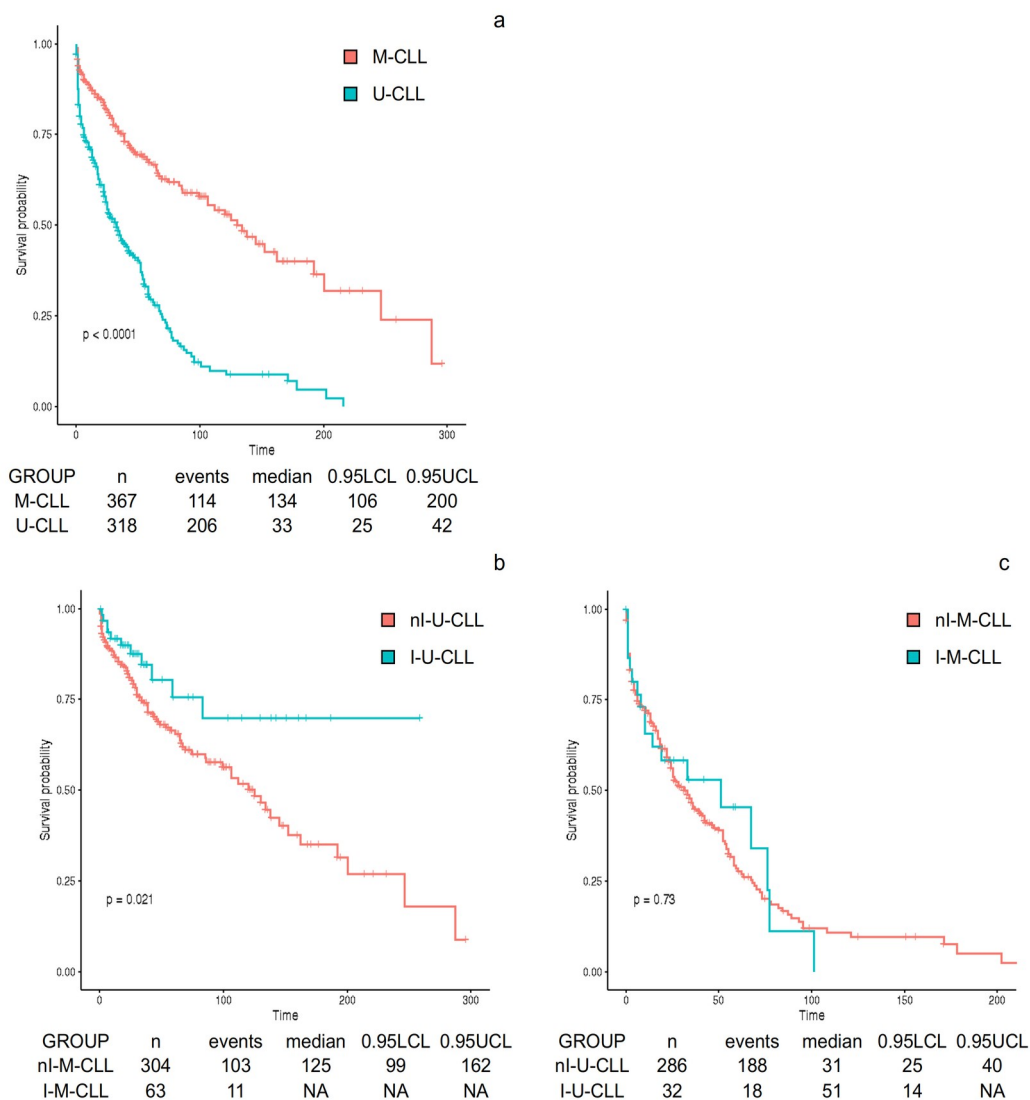 a
M-CLL
U-CLL
1.00
0.75
0.50
0.25
0.00
Survival probability
p < 0.0001
0 100 200 300
Time
GROUP n events median 0.95LCL 0.95UCL
M-CLL 367 114 134 106 200
U-CLL 318 206 33 25 42
b
nI-U-CLL
I-U-CLL
1.00
0.75
0.50
0.25
0.00
Survival probability
p = 0.021
0 100 200 300
Time
GROUP n events median 0.95LCL 0.95UCL
nI-M-CLL 304 103 125 99 162
I-M-CLL 63 11 NA NA NA
c
nI-M-CLL
I-M-CLL
1.00
0.75
0.50
0.25
0.00
Survival probability
p = 0.73
0 50 100 150 200
Time
GROUP n events median 0.95LCL 0.95UCL
nI-U-CLL 286 188 31 25 40
I-U-CLL 32 18 51 14 NA